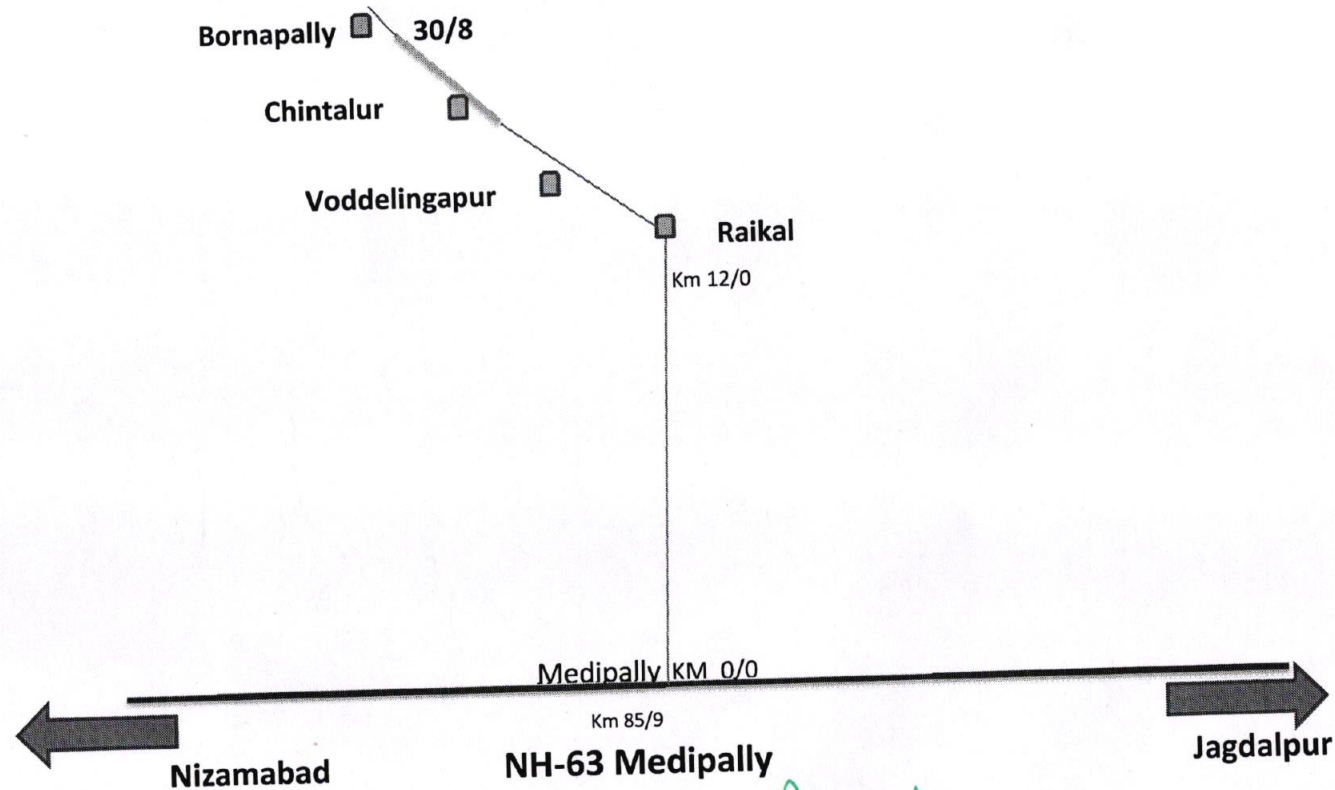 Bornapally
30/8
Chintalur
Voddelingapur
Raikal
Km 12/0
Medipally KM 0/0
Km 85/9
NH-63 Medipally
Nizamabad
Jagdalpur